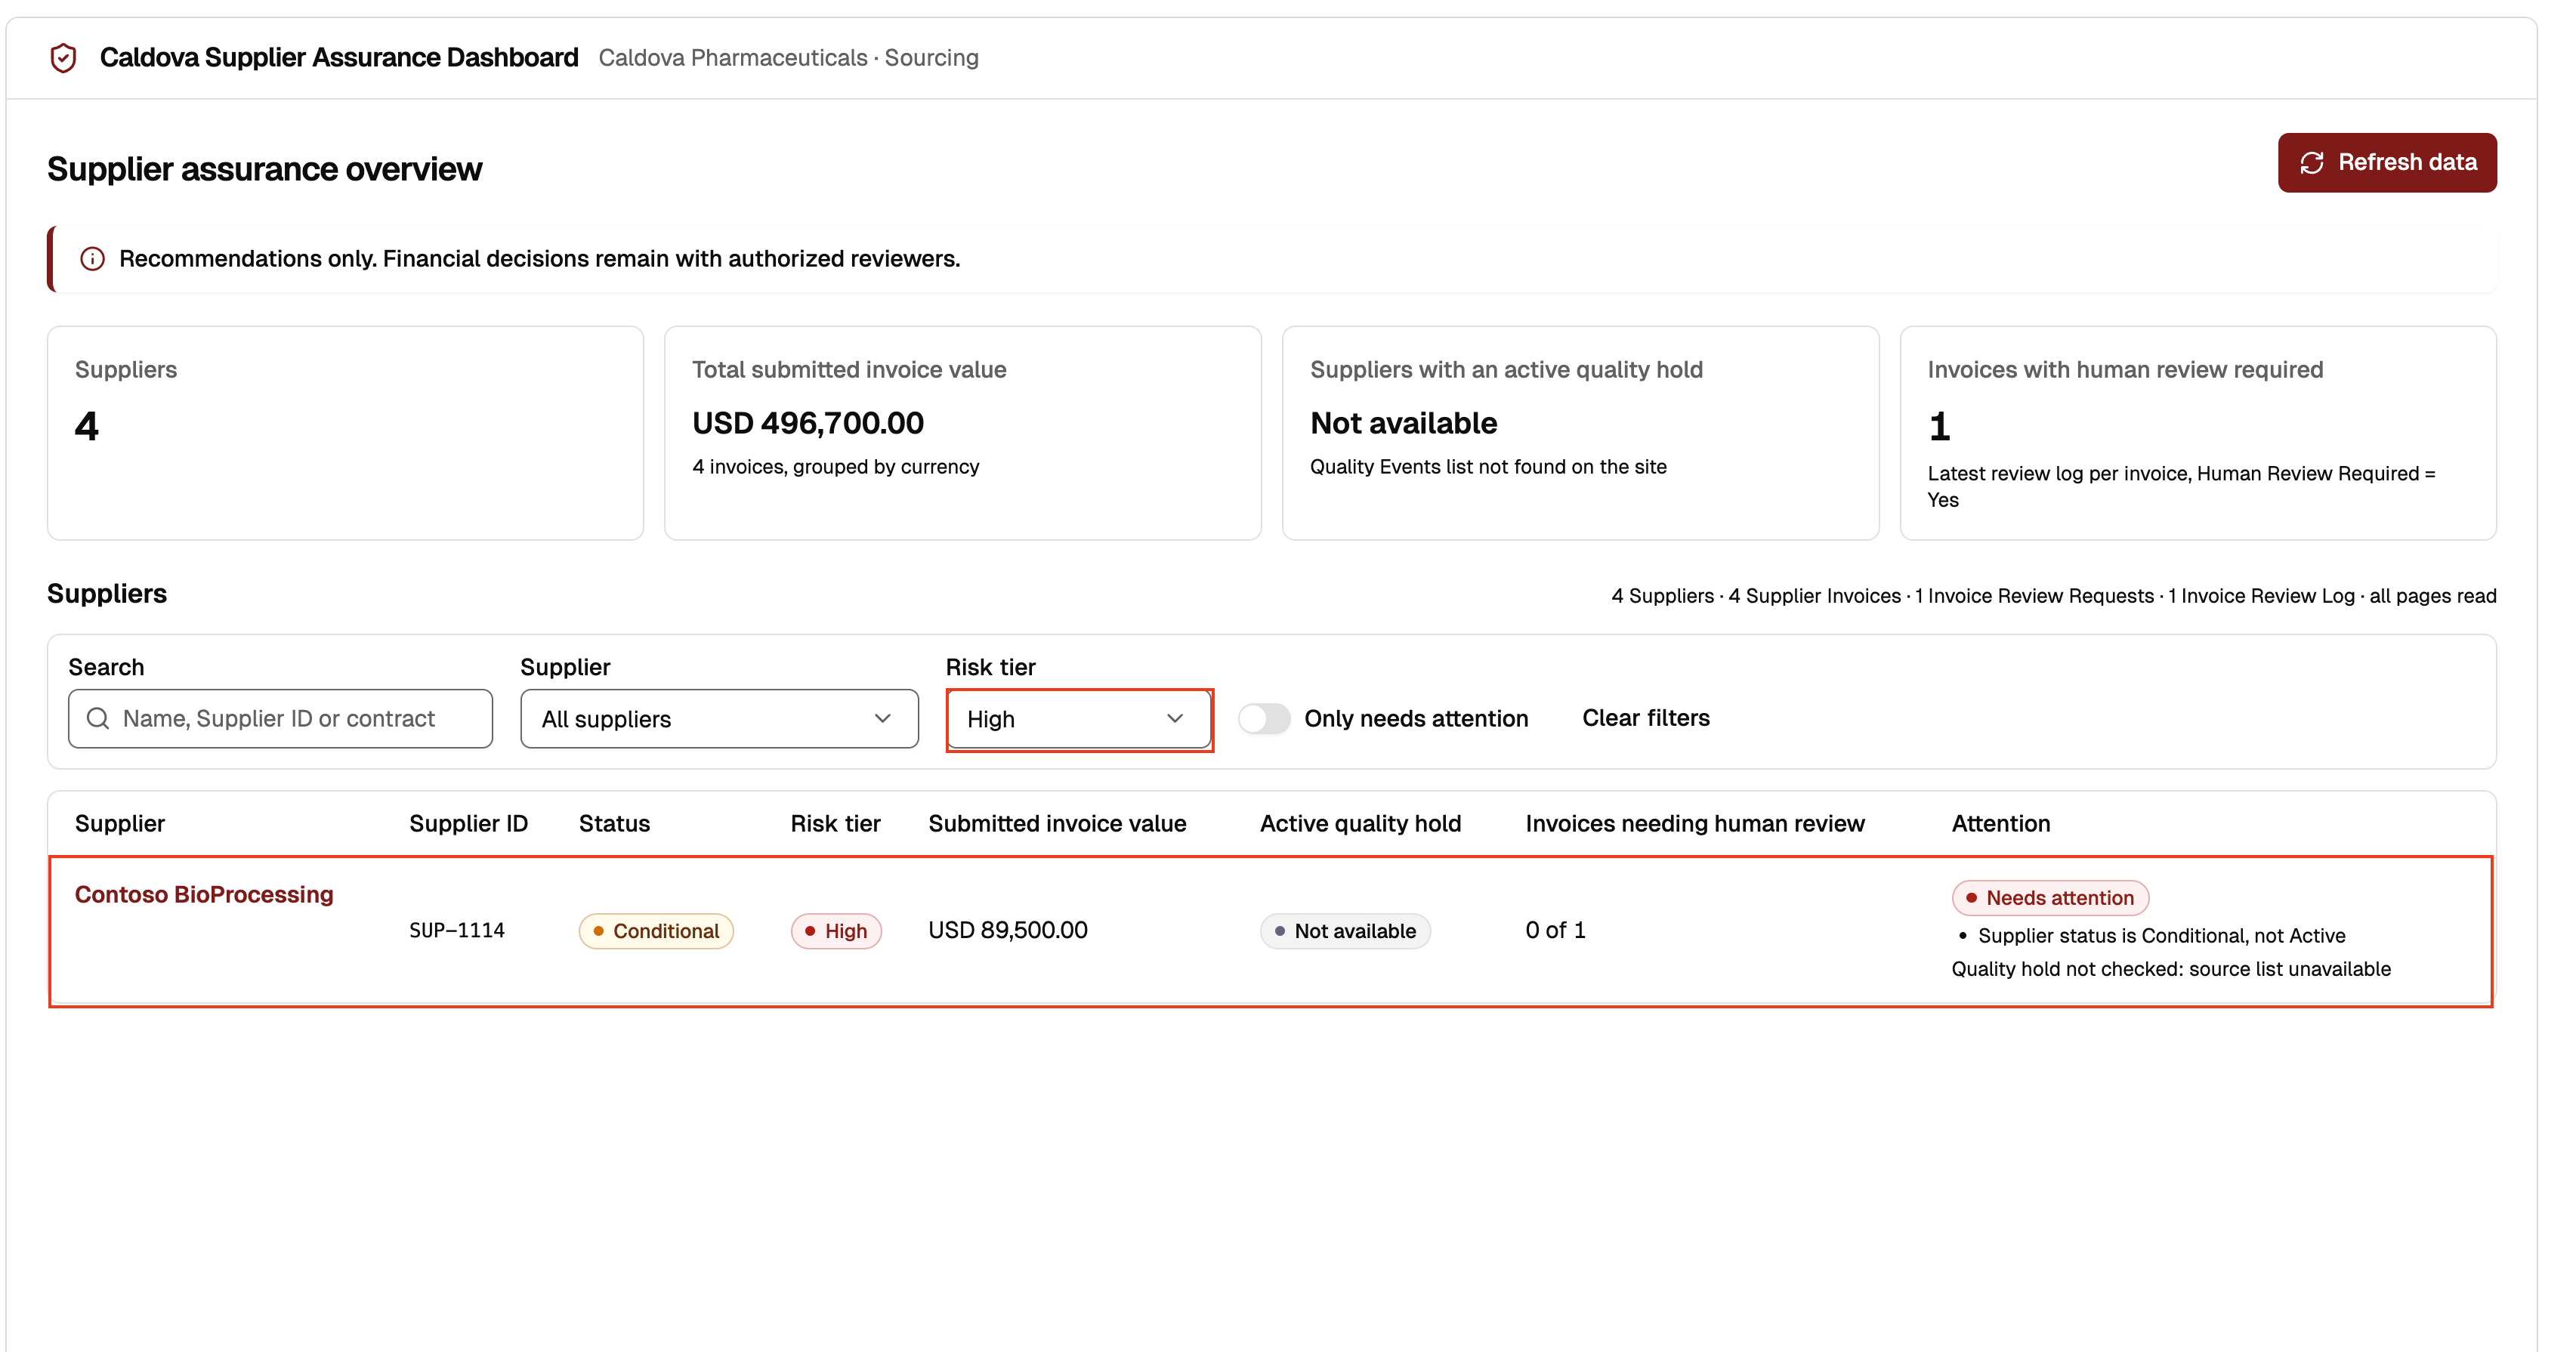 Caldova Supplier Assurance Dashboard Caldova Pharmaceuticals · Sourcing
Supplier assurance overview
Refresh data
Recommendations only. Financial decisions remain with authorized reviewers.
Suppliers
4
Total submitted invoice value
USD 496,700.00
4 invoices, grouped by currency
Suppliers with an active quality hold
Not available
Quality Events list not found on the site
Invoices with human review required
1
Latest review log per invoice, Human Review Required =
Yes
Suppliers
4 Suppliers · 4 Supplier Invoices · 1 Invoice Review Requests · 1 Invoice Review Log · all pages read
Search
Name, Supplier ID or contract
Supplier
All suppliers
Risk tier
High
Only needs attention
Clear filters
Supplier Supplier ID Status Risk tier Submitted invoice value Active quality hold Invoices needing human review Attention
Contoso BioProcessing
SUP-1114
Conditional
High
USD 89,500.00
Not available
0 of 1
Needs attention
• Supplier status is Conditional, not Active
Quality hold not checked: source list unavailable